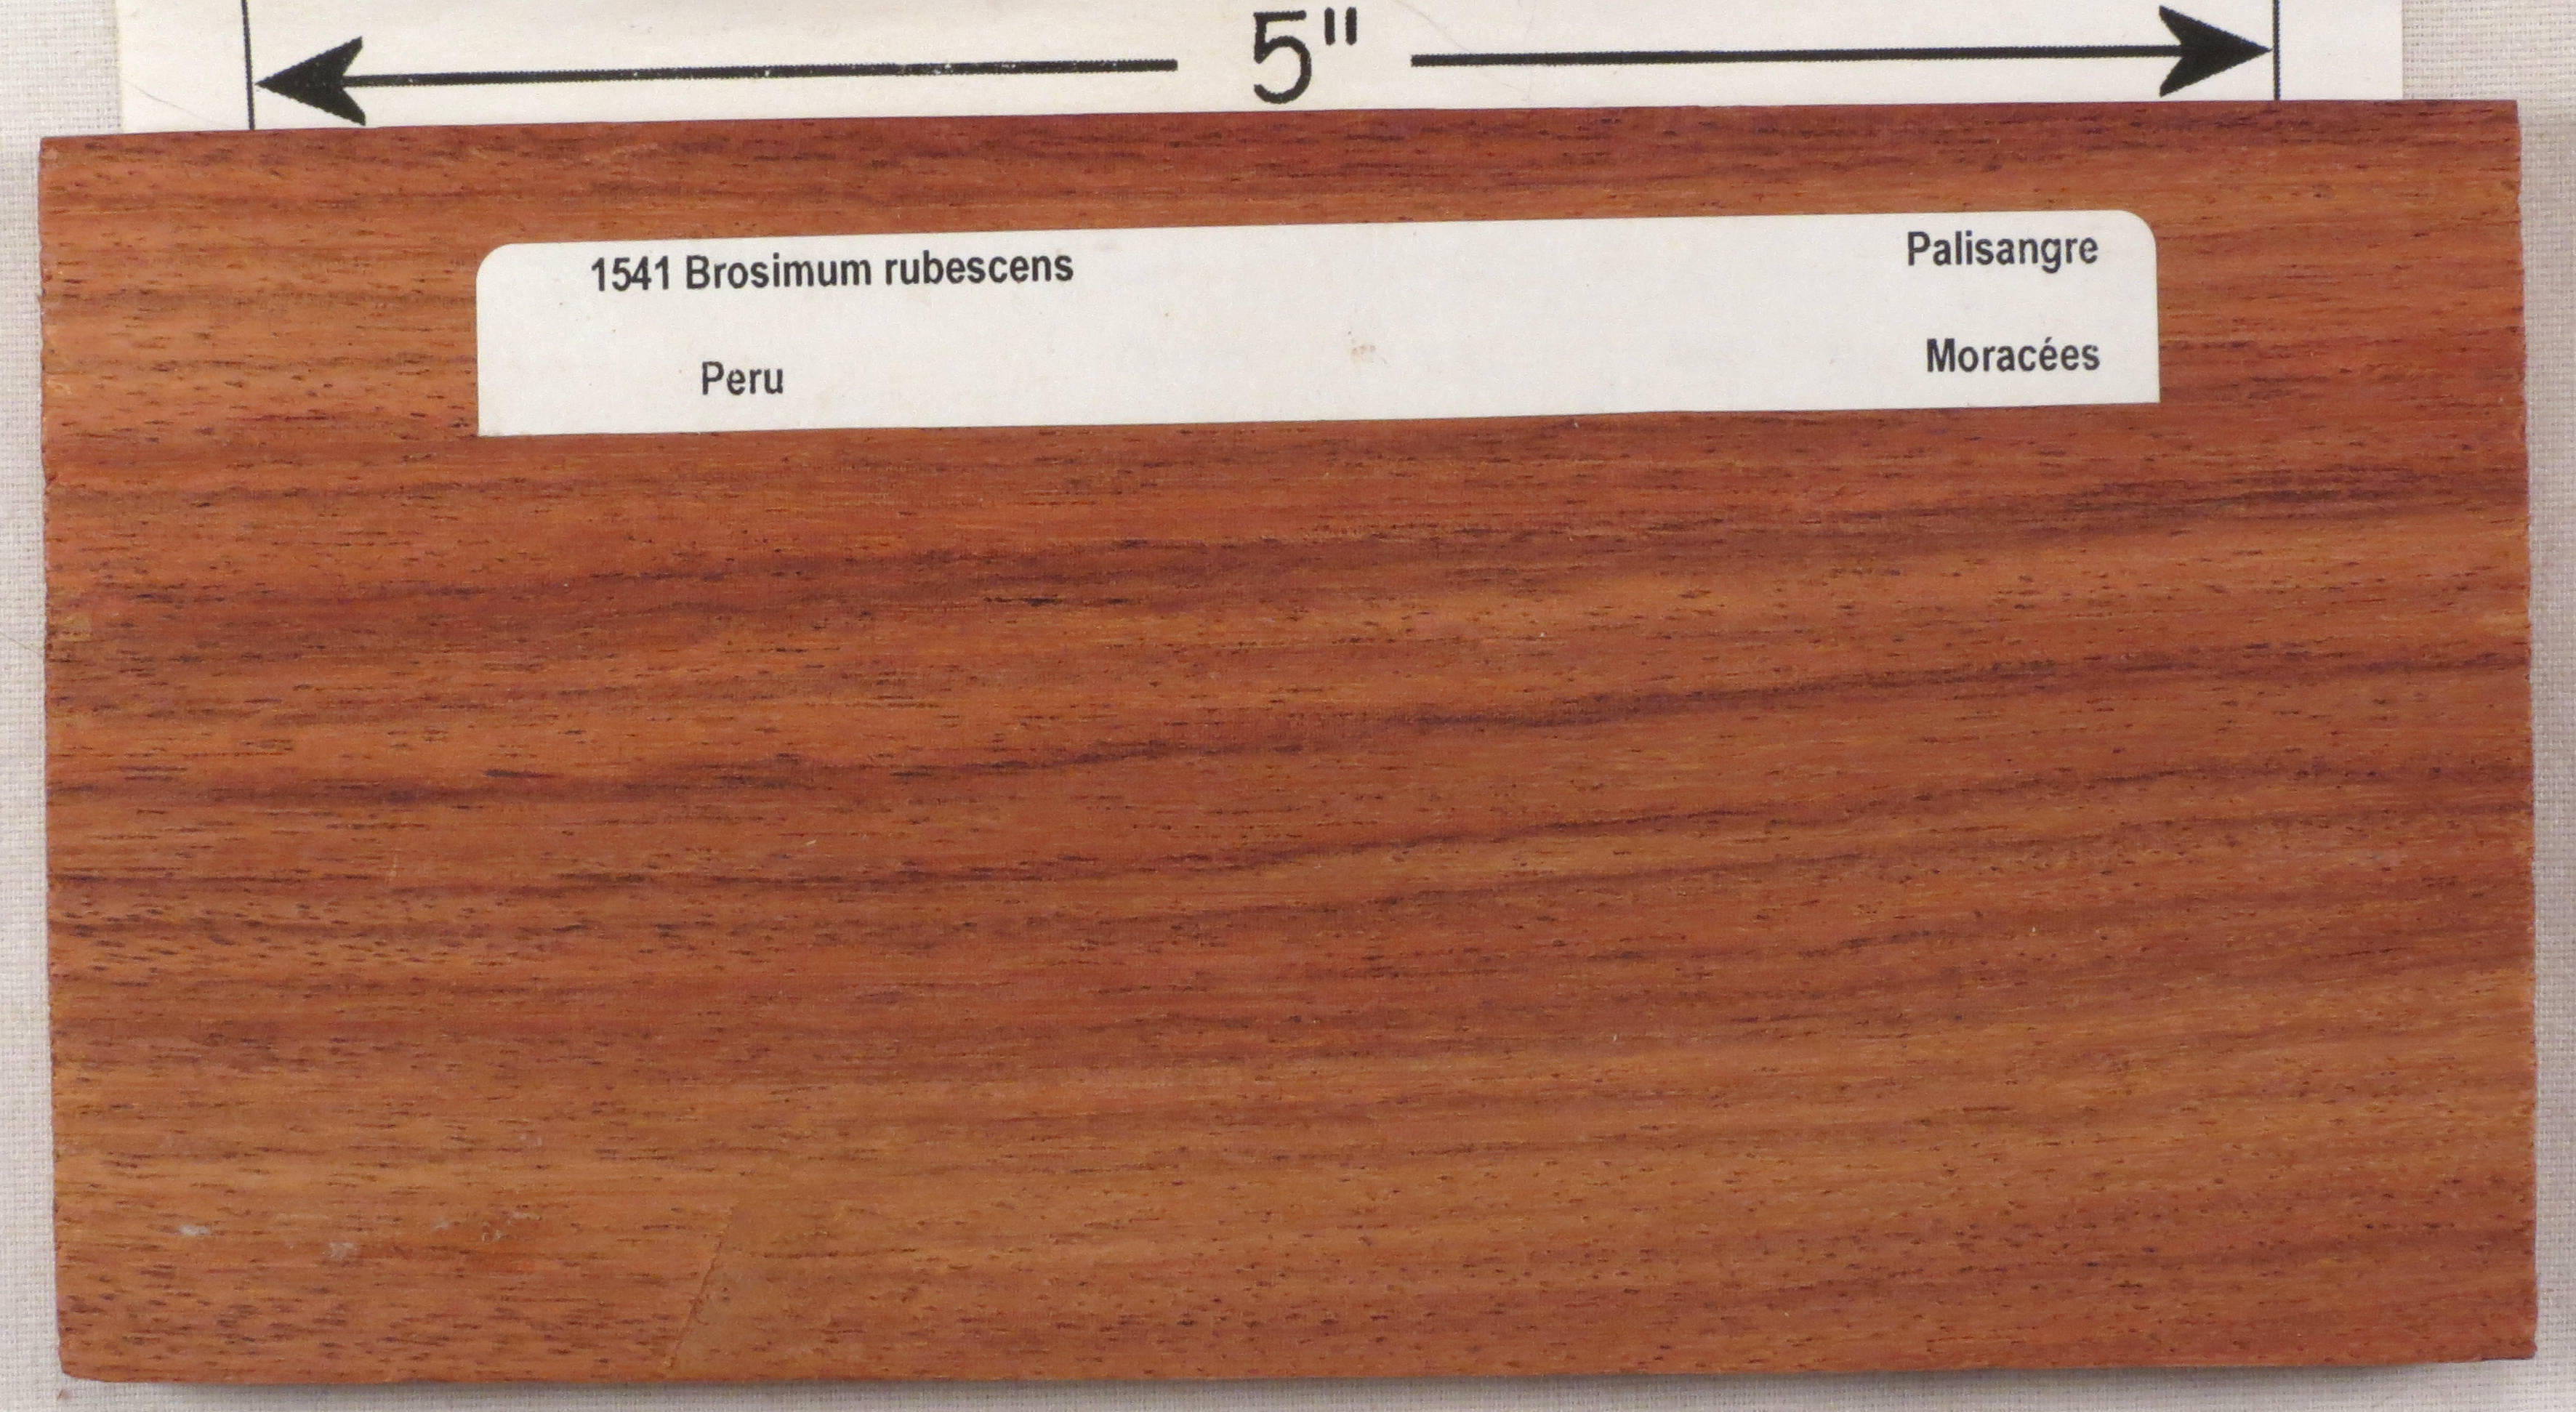 5"
1541 Brosimum rubescens Palisangre
Peru Moracées